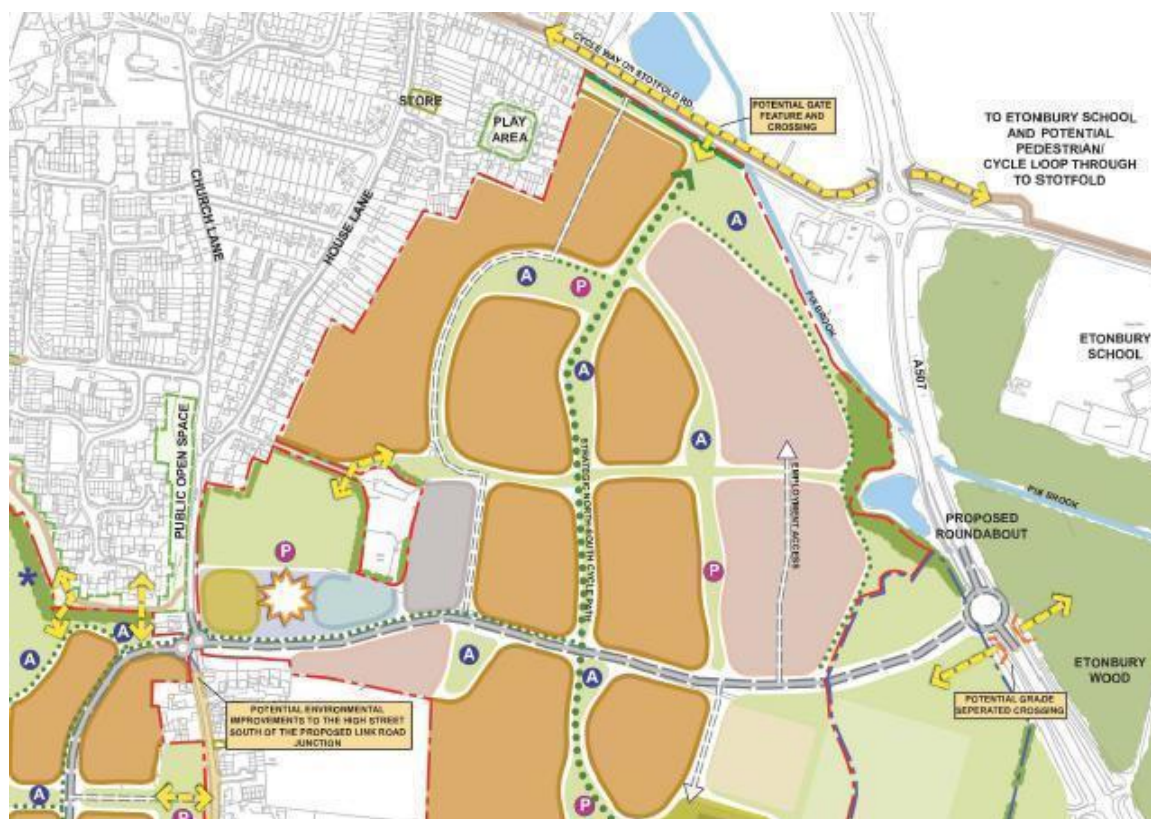 CYCLE WAY ON STOTFOLD RD
STORE
PLAY
AREA
POTENTIAL GATE
FEATURE AND
CROSSING
TO ETONBURY SCHOOL
AND POTENTIAL
PEDESTRIAN/
CYCLE LOOP THROUGH
TO STOTFOLD
CHURCH LANE
HOUSE LANE
A
A
P
PIX BROOK
A507
ETONBURY
SCHOOL
A
A
PUBLIC OPEN SPACE
STRATEGIC NORTH-SOUTH CYCLE PATH
EMPLOYMENT ACCESS
PIX BROOK
PROPOSED
ROUNDABOUT
P
P
A
A
A
A
ETONBURY
WOOD
POTENTIAL ENVIRONMENTAL
IMPROVEMENTS TO THE HIGH STREET
SOUTH OF THE PROPOSED LINK ROAD
JUNCTION
POTENTIAL GRADE
SEPERATED CROSSING
A
P
P